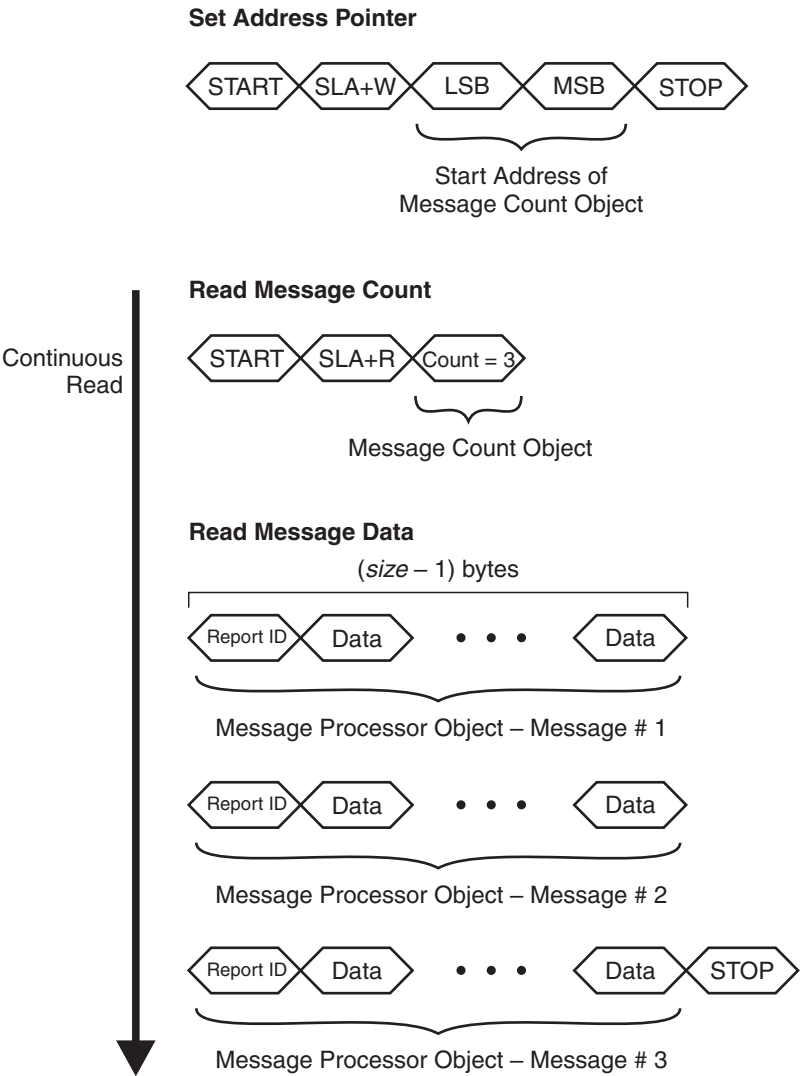 Set Address Pointer
START SLA+W LSB MSB STOP
Start Address of
Message Count Object
Read Message Count
Continuous
Read
START SLA+R Count = 3
Message Count Object
Read Message Data
(size – 1) bytes
Report ID Data • • • Data
Message Processor Object – Message # 1
Report ID Data • • • Data
Message Processor Object – Message # 2
Report ID Data • • • Data STOP
Message Processor Object – Message # 3